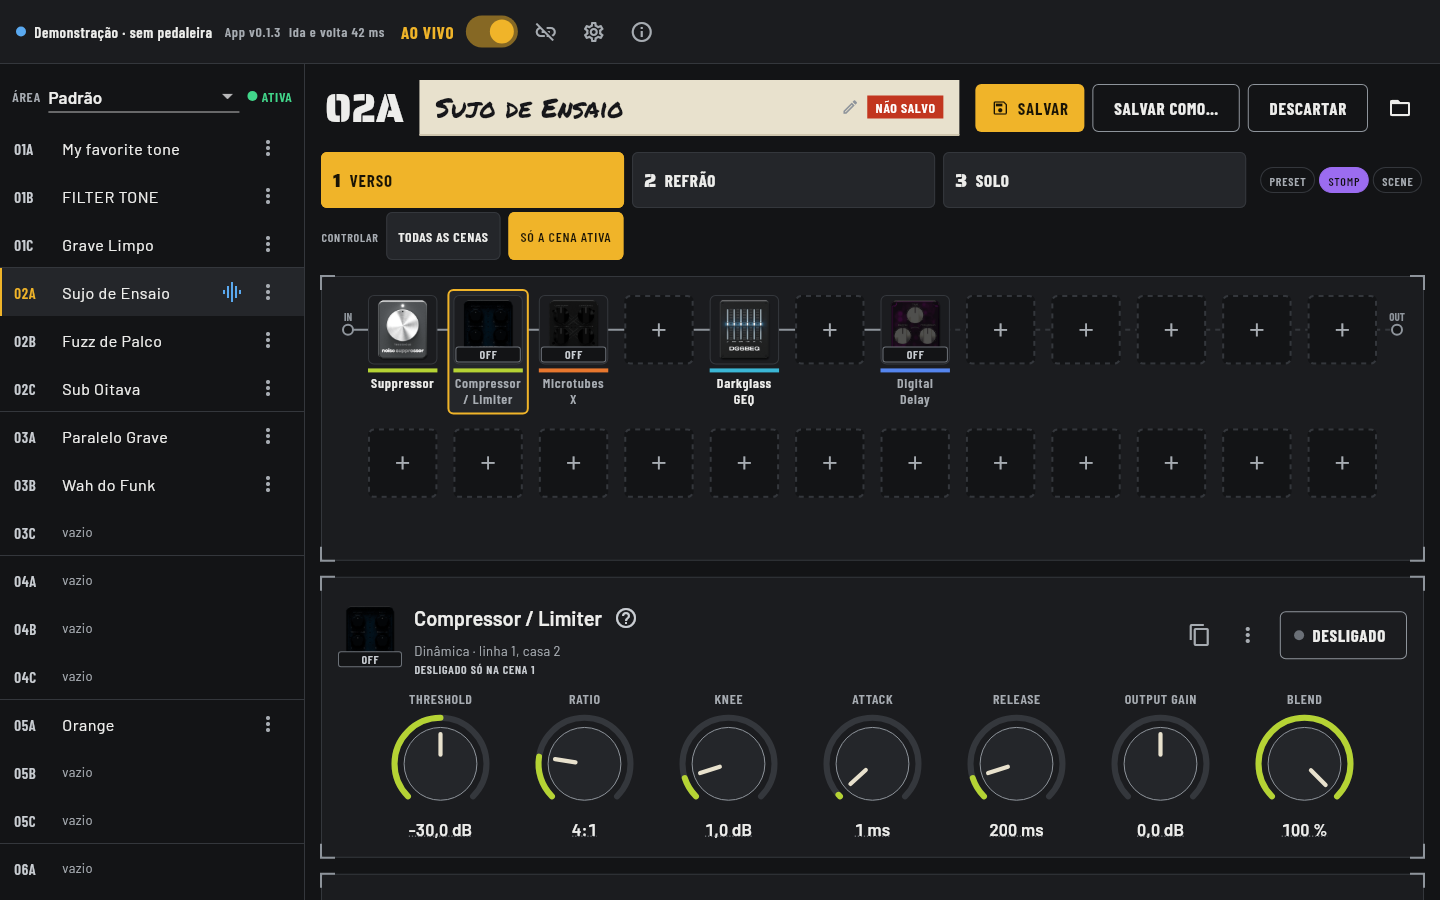 Demonstração · sem pedaleira App v0.1.3 Ida e volta 42 ms AO VIVO
ÁREA Padrão ATIVA
01A My favorite tone
01B FILTER TONE
01C Grave Limpo
02A Sujo de Ensaio
02B Fuzz de Palco
02C Sub Oitava
03A Paralelo Grave
03B Wah do Funk
03C vazio
04A vazio
04B vazio
04C vazio
05A Orange
05B vazio
05C vazio
06A vazio
02A Sujo de Ensaio NÃO SALVO SALVAR SALVAR COMO... DESCARTAR
1 VERSO 2 REFRÃO 3 SOLO PRESET STOMP SCENE
CONTROLAR TODAS AS CENAS SÓ A CENA ATIVA
IN OUT
OFF OFF OFF
Suppressor Compressor / Limiter Microtubes X Darkglass GEQ Digital Delay
Compressor / Limiter
OFF
Dinâmica · linha 1, casa 2
DESLIGADO SÓ NA CENA 1
DESLIGADO
THRESHOLD RATIO KNEE ATTACK RELEASE OUTPUT GAIN BLEND
-30,0 dB 4:1 1,0 dB 1 ms 200 ms 0,0 dB 100 %